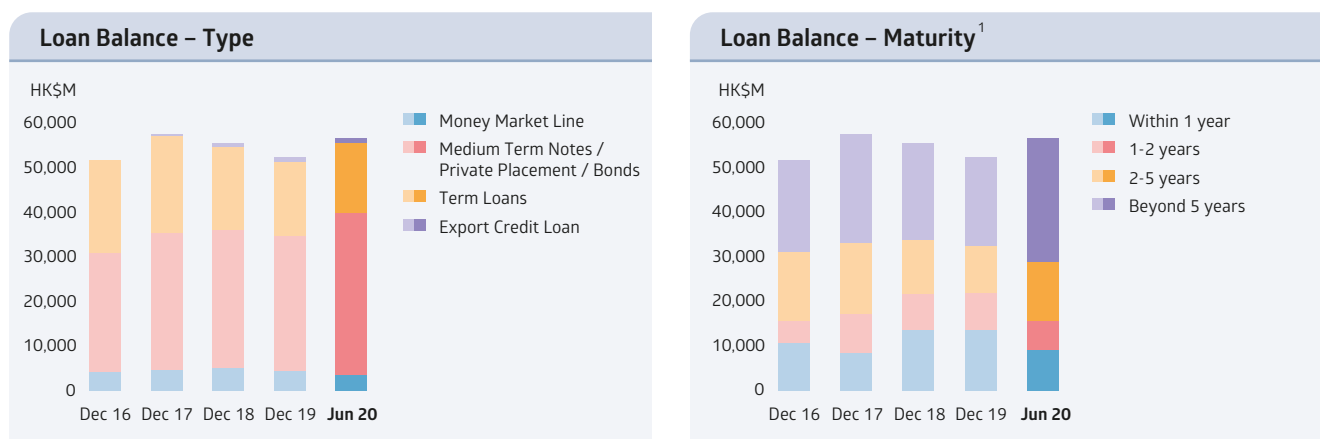 Loan Balance – Type
HK$M
60,000
50,000
40,000
30,000
20,000
10,000
0
Dec 16 Dec 17 Dec 18 Dec 19 Jun 20
Money Market Line
Medium Term Notes /
Private Placement / Bonds
Term Loans
Export Credit Loan
Loan Balance – Maturity 1
HK$M
60,000
50,000
40,000
30,000
20,000
10,000
0
Dec 16 Dec 17 Dec 18 Dec 19 Jun 20
Within 1 year
1-2 years
2-5 years
Beyond 5 years